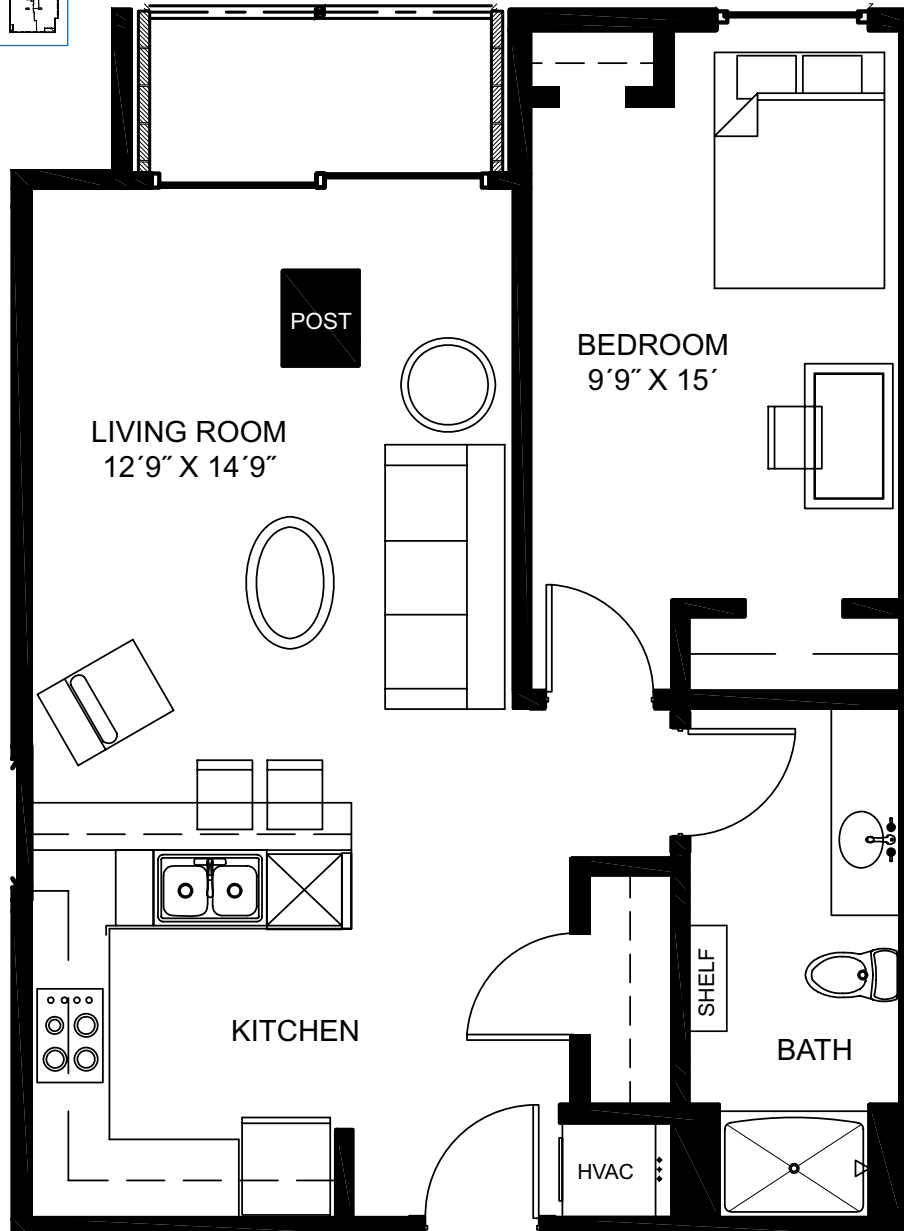 POST
BEDROOM
9´9˝ X 15´
LIVING ROOM
12´9˝ X 14´9˝
SHELF
KITCHEN
BATH
HVAC